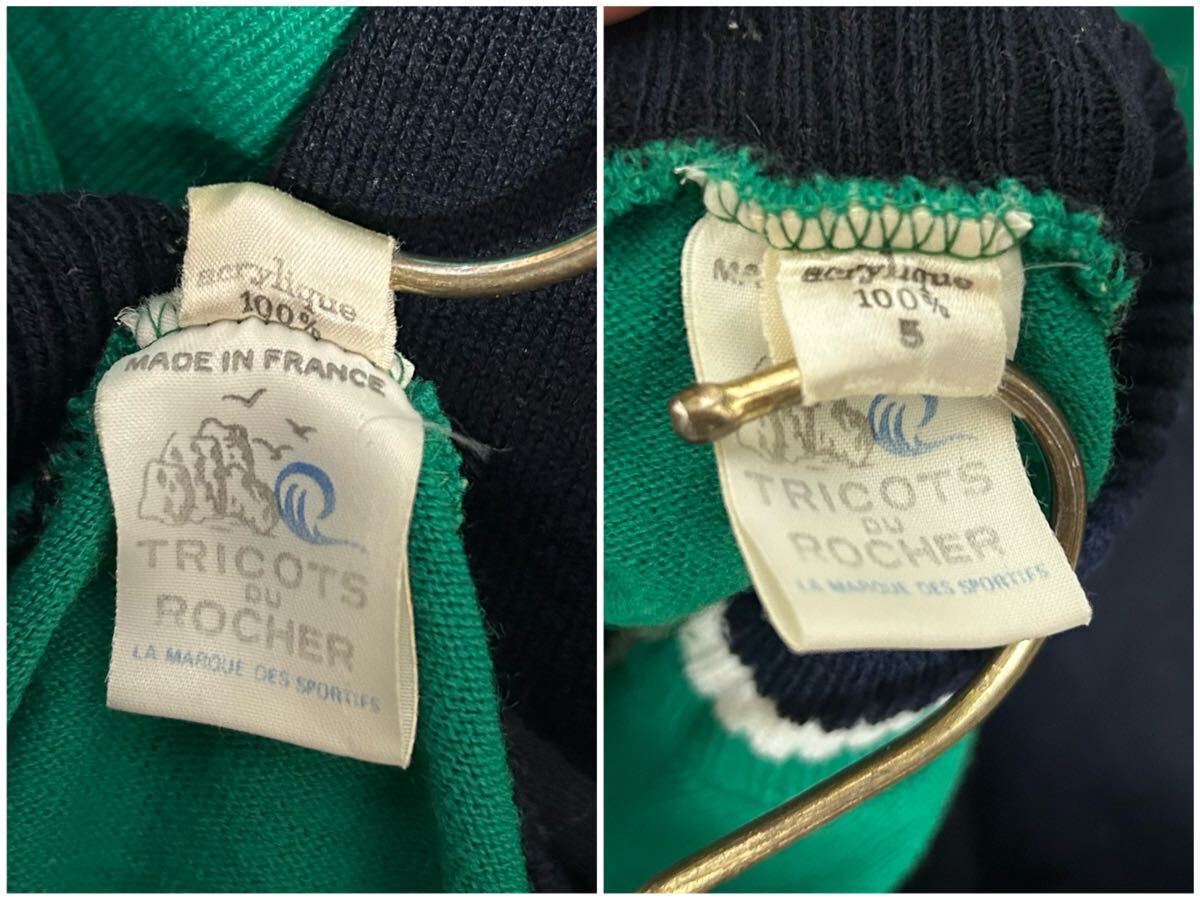 acrylique
100%
MADE IN FRANCE
TRICOTS
DU
ROCHER
LA MARQUE DES SPORTIFS
MA
acrylique
100%
5
TRICOTS
DU
ROCHER
LA MARQUE DES SPORTIFS